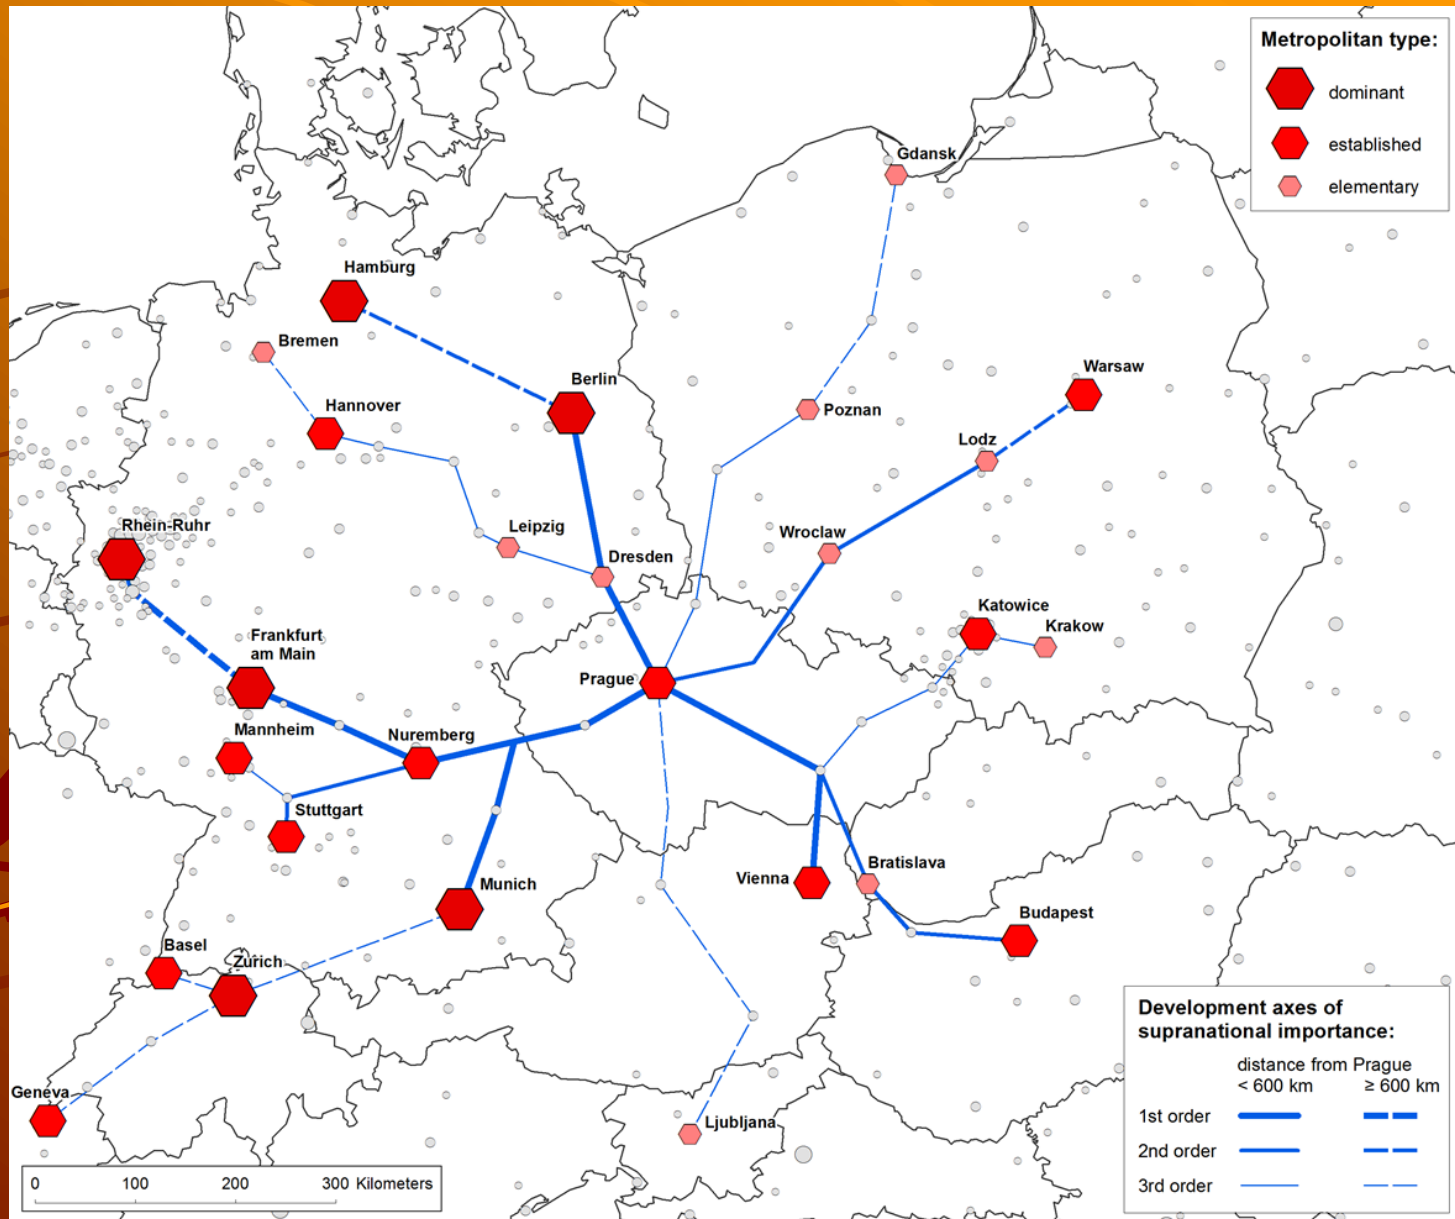 Metropolitan type:
dominant
established
elementary
Gdansk
Hamburg
Bremen
Berlin
Warsaw
Hannover
Poznan
Lodz
Rhein-Ruhr
Leipzig
Wroclaw
Dresden
Katowice
Krakow
Frankfurt
am Main
Prague
Mannheim
Nuremberg
Stuttgart
Munich
Vienna
Bratislava
Budapest
Basel
Zurich
Geneva
Ljubljana
Development axes of
supranational importance:
distance from Prague
< 600 km ≥ 600 km
1st order
2nd order
3rd order
0 100 200 300 Kilometers